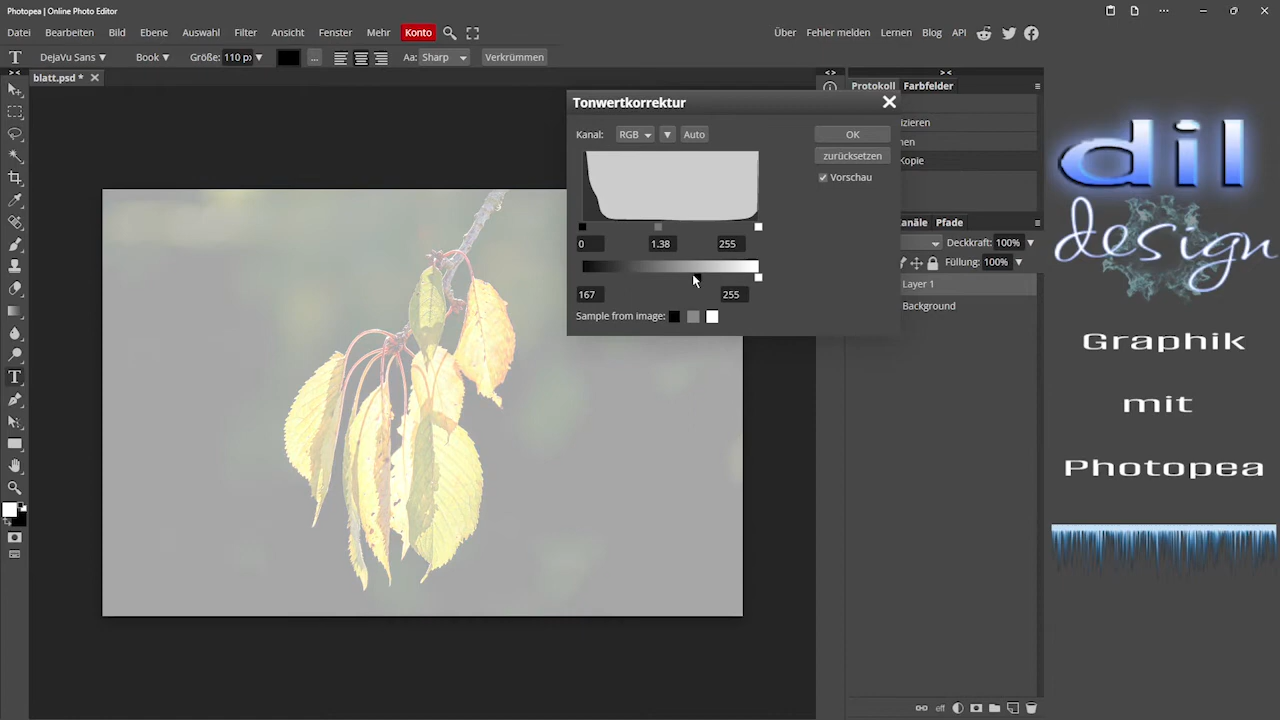 Photopea | Online Photo Editor
Datei Bearbeiten Bild Ebene Auswahl Filter Ansicht Fenster Mehr Konto Über Fehler melden Lernen Blog API
DejaVu Sans Book Größe: 110 p ... Aa: Sharp Verkrümmen
blatt.psd *
Protokoll Farbfelder
Tonwertkorrektur
Kanal: RGB Auto OK
zurücksetzen
Vorschau
izieren
nen
Kopie
0 1.38 255
167 255
Sample from image:
anäle Pfade
Deckkraft: 100%
Füllung: 100%
Layer 1
Background
eff
dil
design
Graphik
mit
Photopea